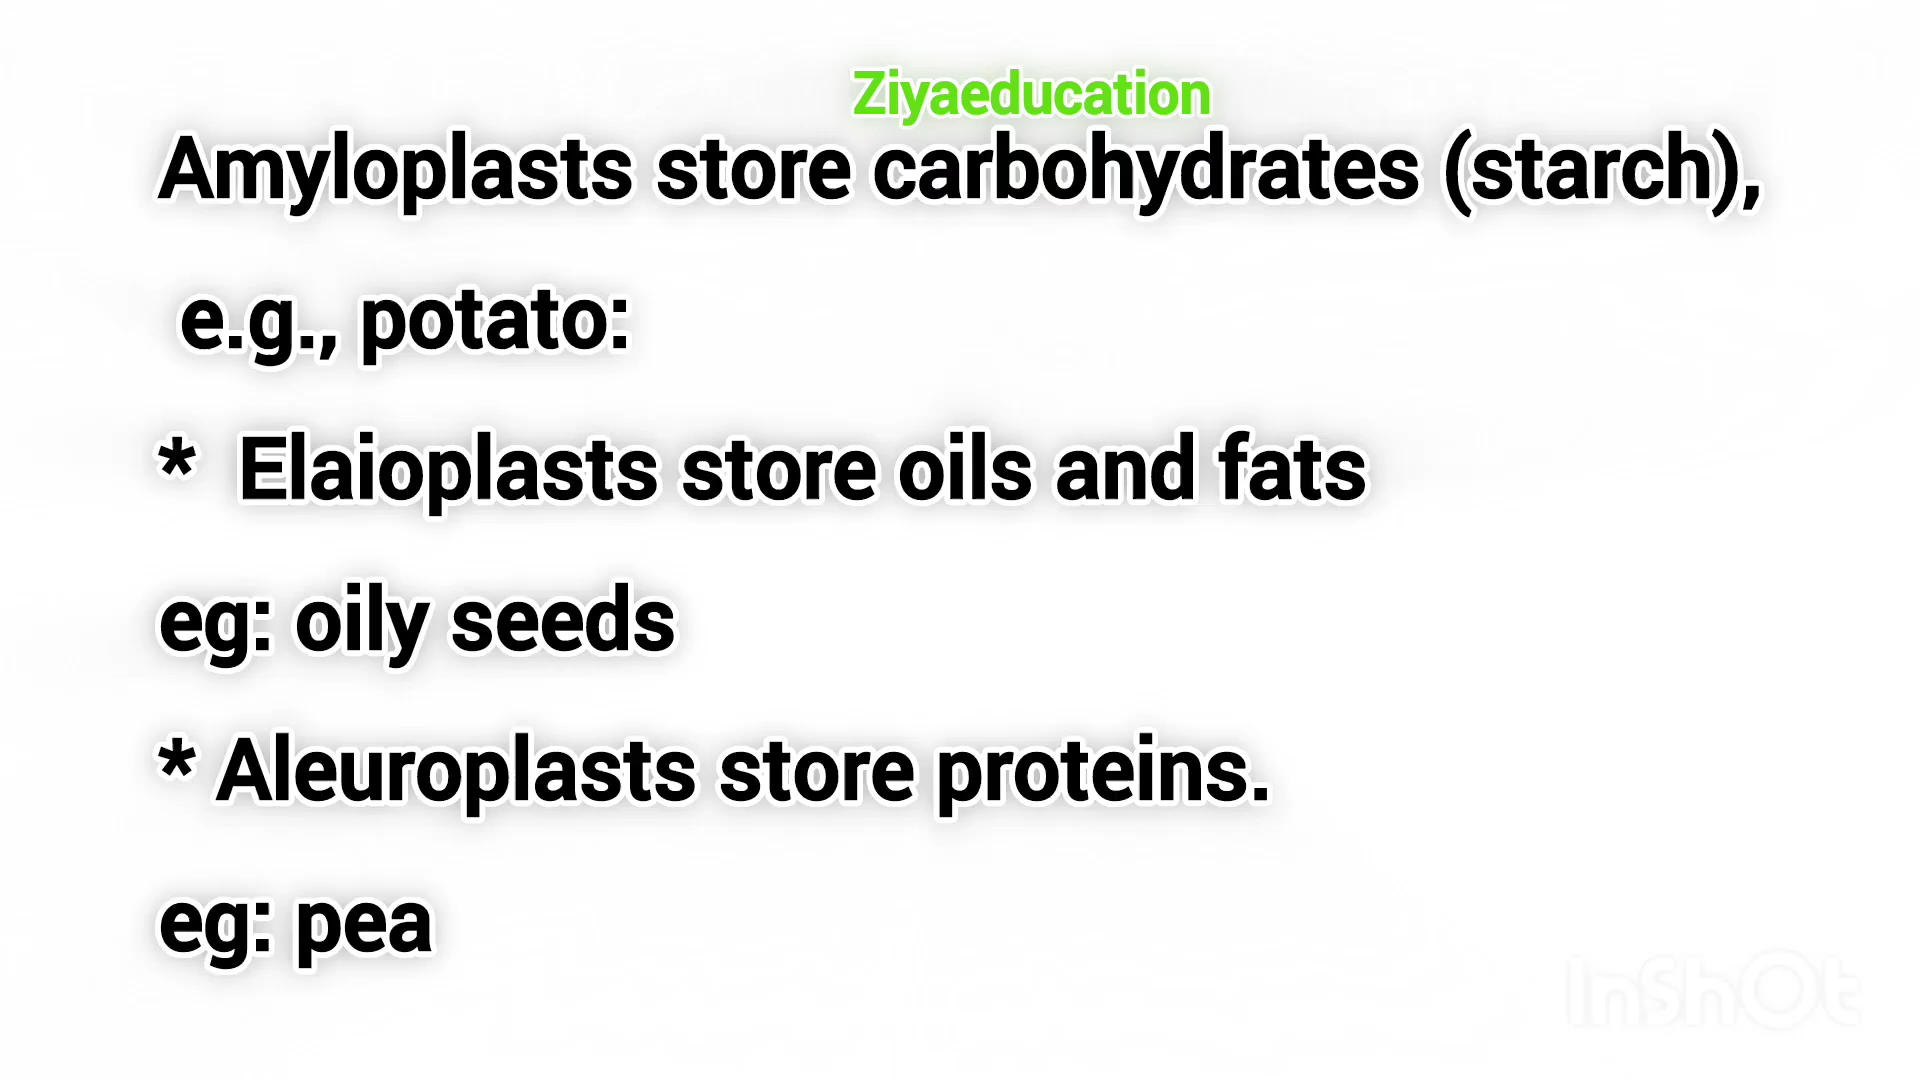 Ziyaeducation
Amyloplasts store carbohydrates (starch),
e.g., potato:
* Elaioplasts store oils and fats
eg: oily seeds
* Aleuroplasts store proteins.
eg: pea
InShOt